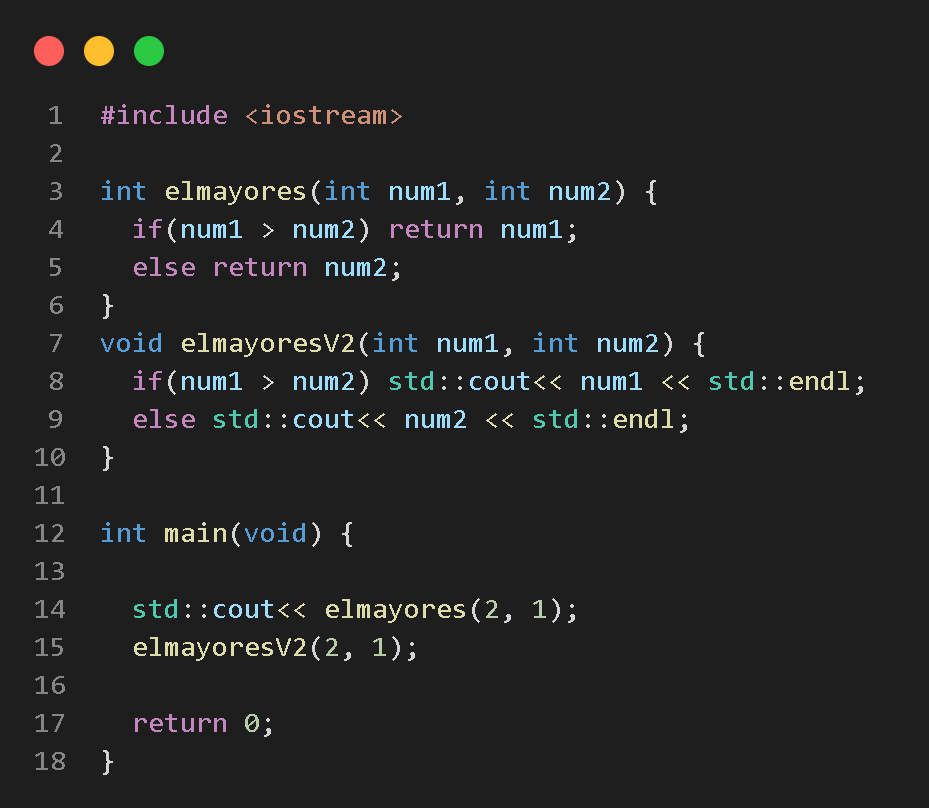 1 #include <iostream>
2
3 int elmayores(int num1, int num2) {
4   if(num1 > num2) return num1;
5   else return num2;
6 }
7 void elmayoresV2(int num1, int num2) {
8   if(num1 > num2) std::cout<< num1 << std::endl;
9   else std::cout<< num2 << std::endl;
10 }
11
12 int main(void) {
13
14   std::cout<< elmayores(2, 1);
15   elmayoresV2(2, 1);
16
17   return 0;
18 }